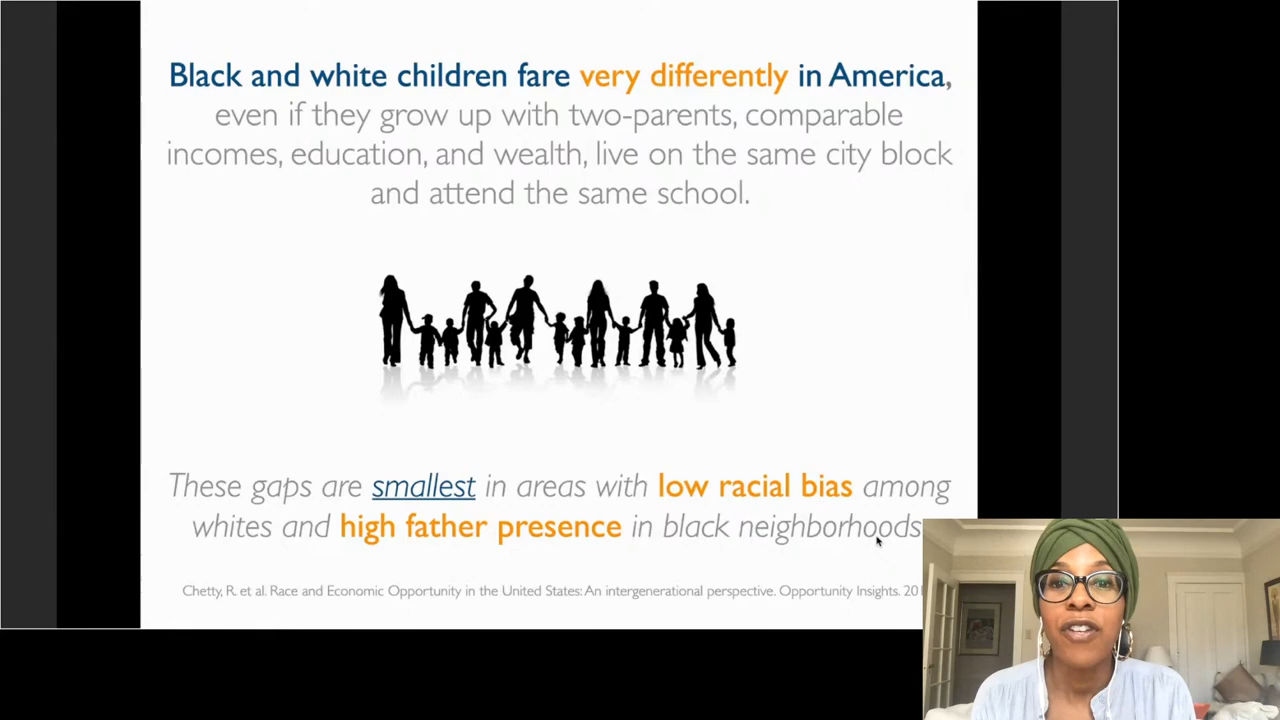 Black and white children fare very differently in America,
even if they grow up with two-parents, comparable
incomes, education, and wealth, live on the same city block
and attend the same school.
These gaps are smallest in areas with low racial bias among
whites and high father presence in black neighborhoods
Chetty, R. et al. Race and Economic Opportunity in the United States: An intergenerational perspective. Opportunity Insights.